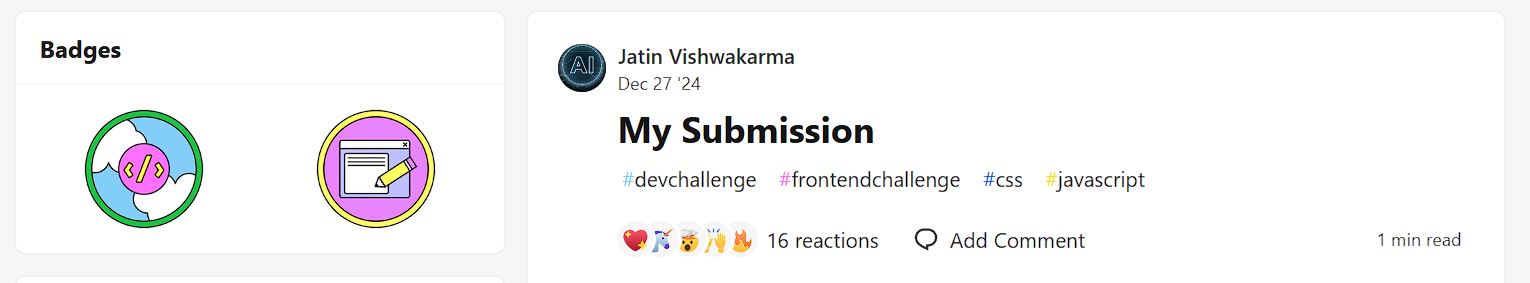 Badges
AI
Jatin Vishwakarma
Dec 27 '24
My Submission
#devchallenge #frontendchallenge #css #javascript
16 reactions Add Comment 1 min read